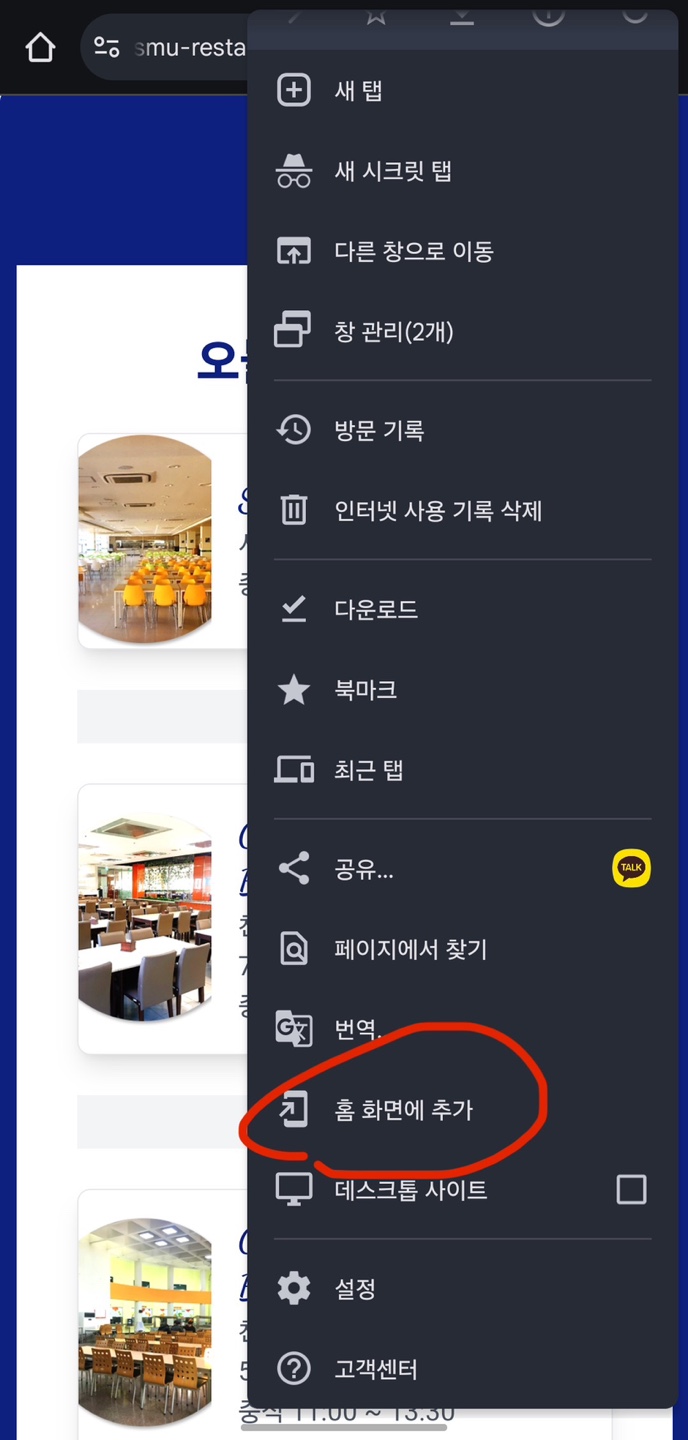 smu-resta
새 탭
새 시크릿 탭
다른 창으로 이동
창 관리(2개)
방문 기록
인터넷 사용 기록 삭제
다운로드
북마크
최근 탭
공유...
TALK
페이지에서 찾기
번역...
홈 화면에 추가
데스크톱 사이트
설정
고객센터
중식 11:00 ~ 13:30